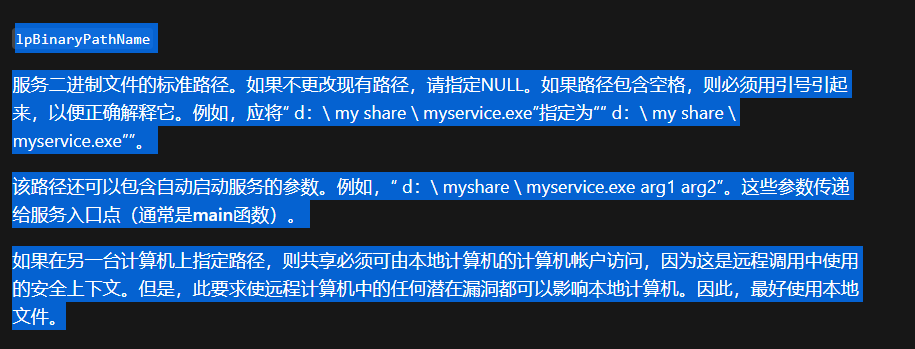 lpBinaryPathName
服务二进制文件的标准路径。如果不更改现有路径，请指定NULL。如果路径包含空格，则必须用引号引起
来，以便正确解释它。例如，应将“ d：\ my share \ myservice.exe”指定为““ d：\ my share \
myservice.exe””。
该路径还可以包含自动启动服务的参数。例如，“ d：\ myshare \ myservice.exe arg1 arg2”。这些参数传递
给服务入口点（通常是main函数）。
如果在另一台计算机上指定路径，则共享必须可由本地计算机的计算机帐户访问，因为这是远程调用中使用
的安全上下文。但是，此要求使远程计算机中的任何潜在漏洞都可以影响本地计算机。因此，最好使用本地
文件。